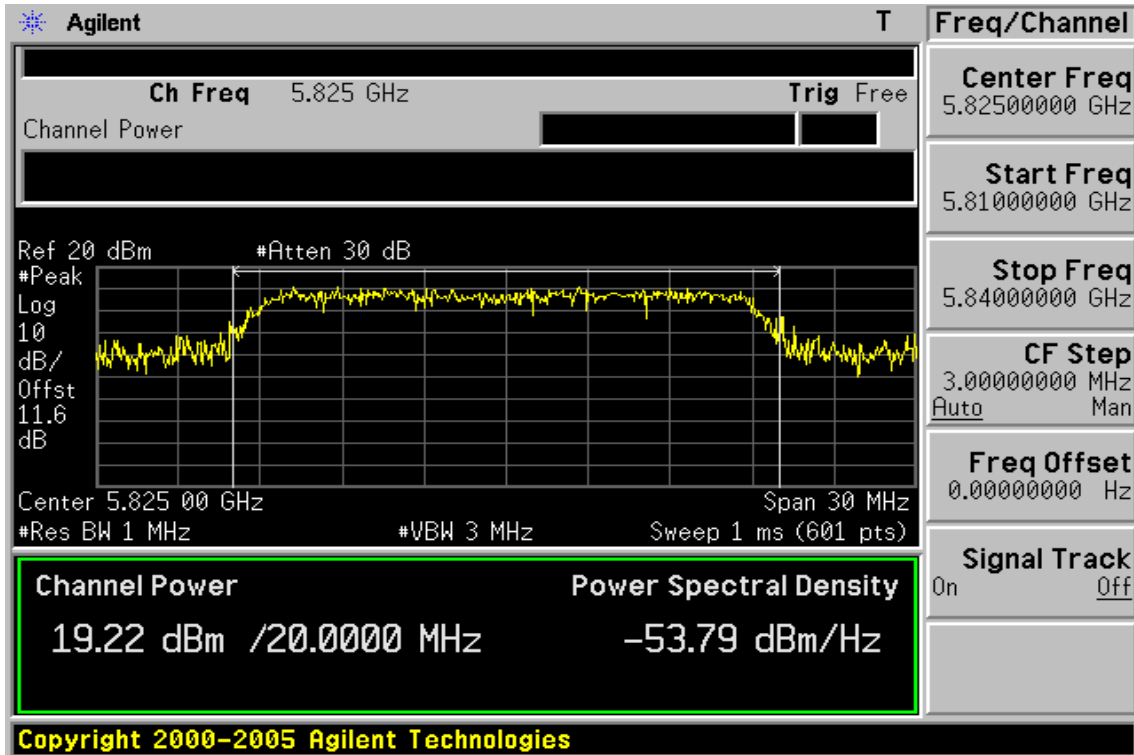 Agilent T
Ch Freq 5.825 GHz Trig Free
Channel Power
Ref 20 dBm #Atten 30 dB
#Peak
Log
10
dB/
Offst
11.6
dB
Center 5.825 00 GHz Span 30 MHz
#Res BW 1 MHz #VBW 3 MHz Sweep 1 ms (601 pts)
Channel Power Power Spectral Density
19.22 dBm /20.0000 MHz -53.79 dBm/Hz
Copyright 2000-2005 Agilent Technologies
Freq/Channel
Center Freq
5.82500000 GHz
Start Freq
5.81000000 GHz
Stop Freq
5.84000000 GHz
CF Step
3.00000000 MHz
Auto Man
Freq Offset
0.00000000 Hz
Signal Track
On Off